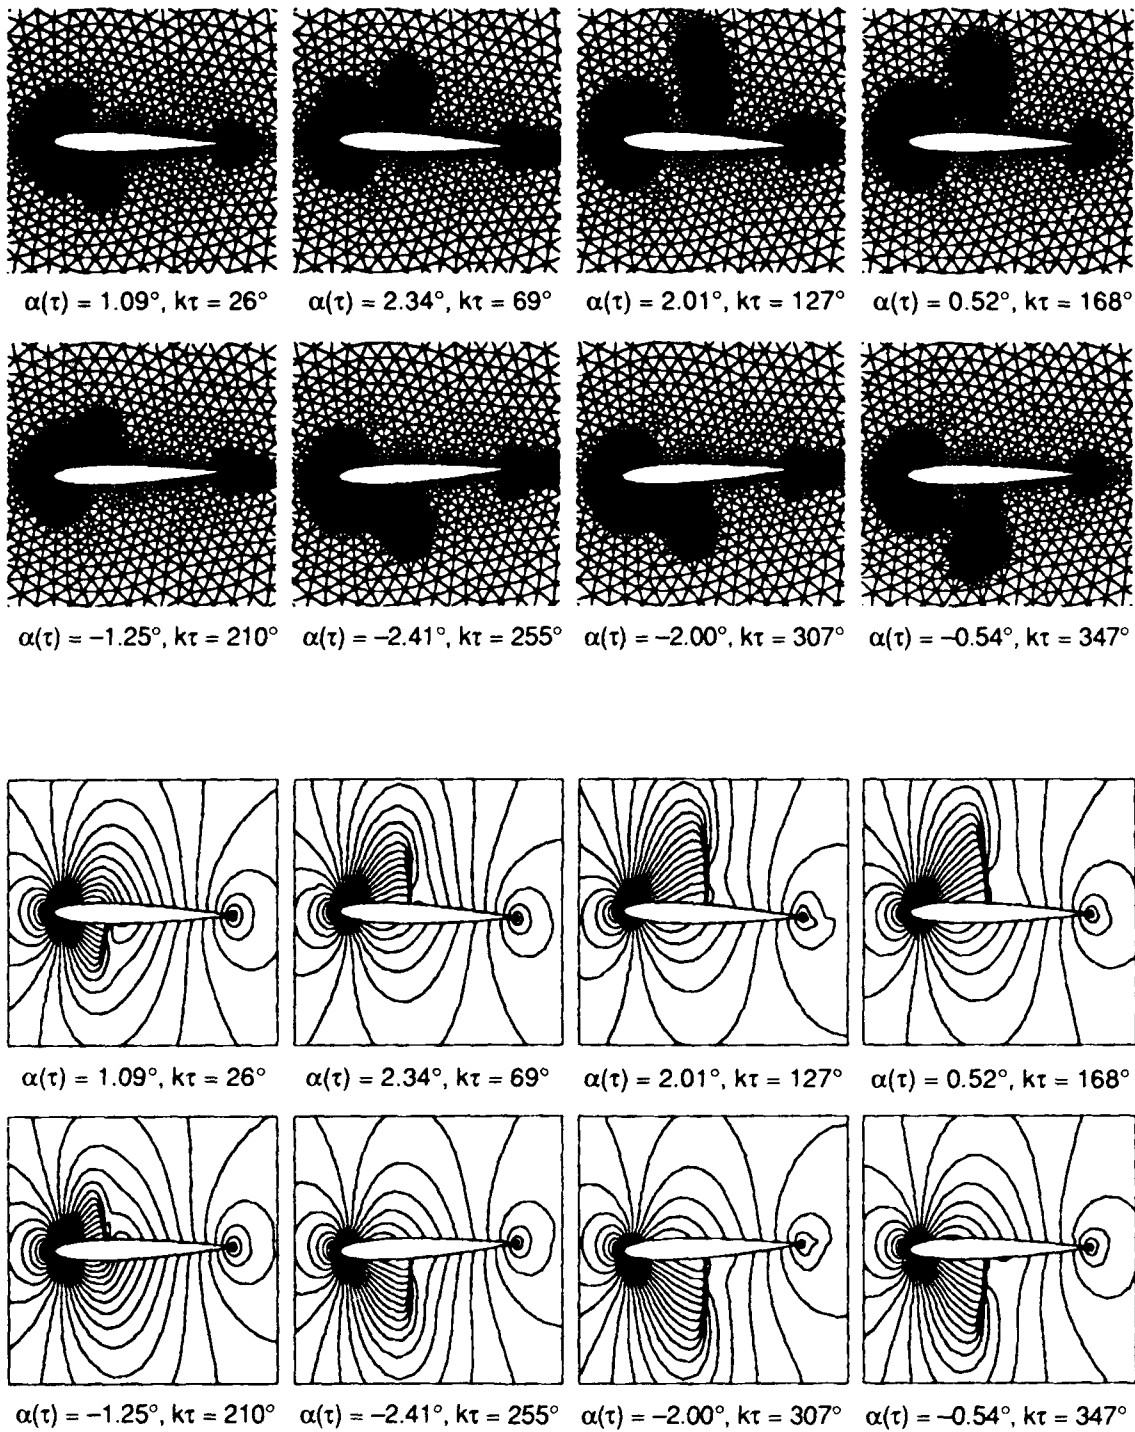 α(τ) = 1.09°, kτ = 26° α(τ) = 2.34°, kτ = 69° α(τ) = 2.01°, kτ = 127° α(τ) = 0.52°, kτ = 168°
α(τ) = –1.25°, kτ = 210° α(τ) = –2.41°, kτ = 255° α(τ) = –2.00°, kτ = 307° α(τ) = –0.54°, kτ = 347°
α(τ) = 1.09°, kτ = 26° α(τ) = 2.34°, kτ = 69° α(τ) = 2.01°, kτ = 127° α(τ) = 0.52°, kτ = 168°
α(τ) = –1.25°, kτ = 210° α(τ) = –2.41°, kτ = 255° α(τ) = –2.00°, kτ = 307° α(τ) = –0.54°, kτ = 347°